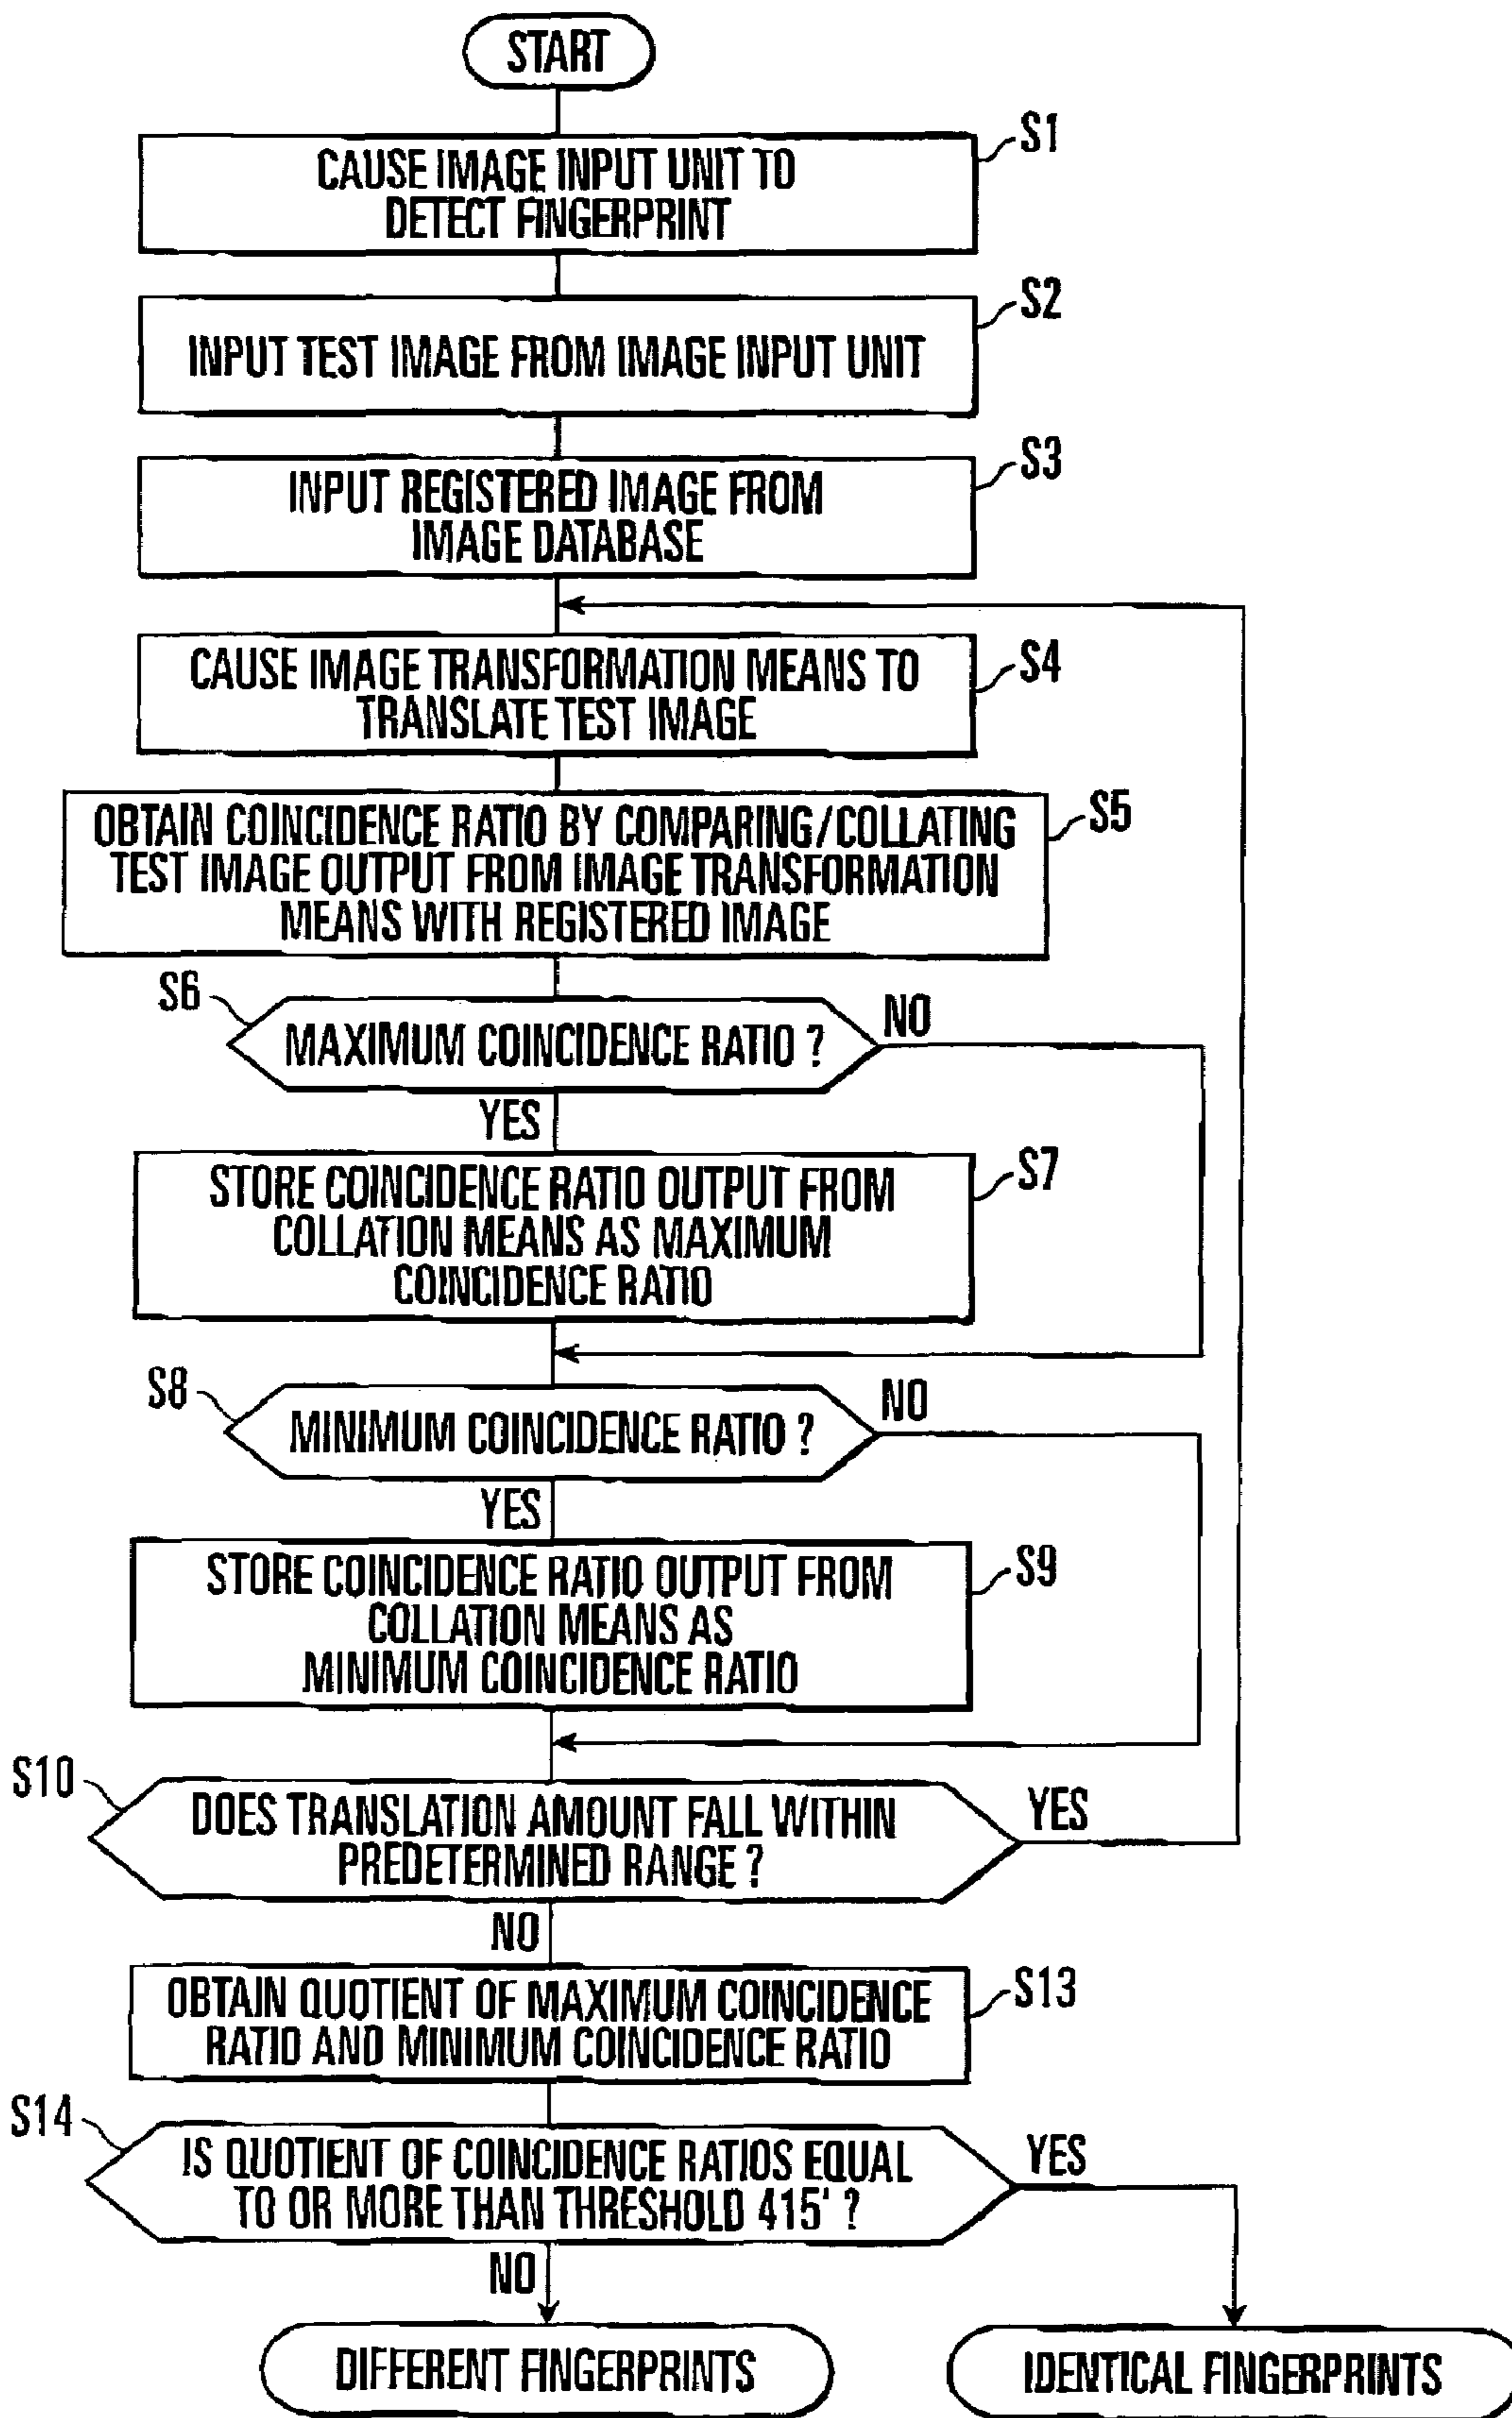 START
S1
CAUSE IMAGE INPUT UNIT TO
DETECT FINGERPRINT
S2
INPUT TEST IMAGE FROM IMAGE INPUT UNIT
S3
INPUT REGISTERED IMAGE FROM
IMAGE DATABASE
S4
CAUSE IMAGE TRANSFORMATION MEANS TO
TRANSLATE TEST IMAGE
S5
OBTAIN COINCIDENCE RATIO BY COMPARING/COLLATING
TEST IMAGE OUTPUT FROM IMAGE TRANSFORMATION
MEANS WITH REGISTERED IMAGE
S6
MAXIMUM COINCIDENCE RATIO ?
NO
YES
S7
STORE COINCIDENCE RATIO OUTPUT FROM
COLLATION MEANS AS MAXIMUM
COINCIDENCE RATIO
S8
MINIMUM COINCIDENCE RATIO ?
NO
YES
S9
STORE COINCIDENCE RATIO OUTPUT FROM
COLLATION MEANS AS
MINIMUM COINCIDENCE RATIO
S10
DOES TRANSLATION AMOUNT FALL WITHIN
PREDETERMINED RANGE ?
YES
NO
S13
OBTAIN QUOTIENT OF MAXIMUM COINCIDENCE
RATIO AND MINIMUM COINCIDENCE RATIO
S14
IS QUOTIENT OF COINCIDENCE RATIOS EQUAL
TO OR MORE THAN THRESHOLD 415' ?
YES
NO
DIFFERENT FINGERPRINTS
IDENTICAL FINGERPRINTS